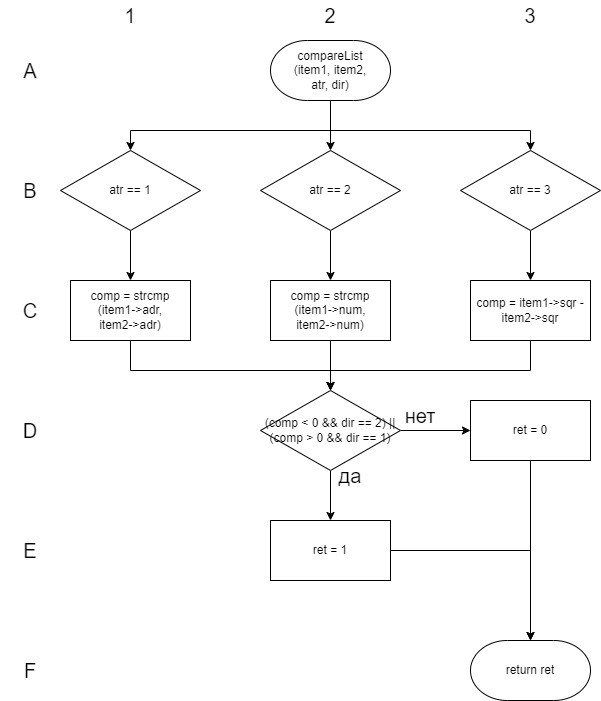 1 2 3
A
compareList
(item1, item2,
atr, dir)
B
atr == 1
atr == 2
atr == 3
C
comp = strcmp
(item1->adr,
item2->adr)
comp = strcmp
(item1->num,
item2->num)
comp = item1->sqr -
item2->sqr
D
(comp < 0 && dir == 2) ||
(comp > 0 && dir == 1)
нет
ret = 0
да
E
ret = 1
F
return ret